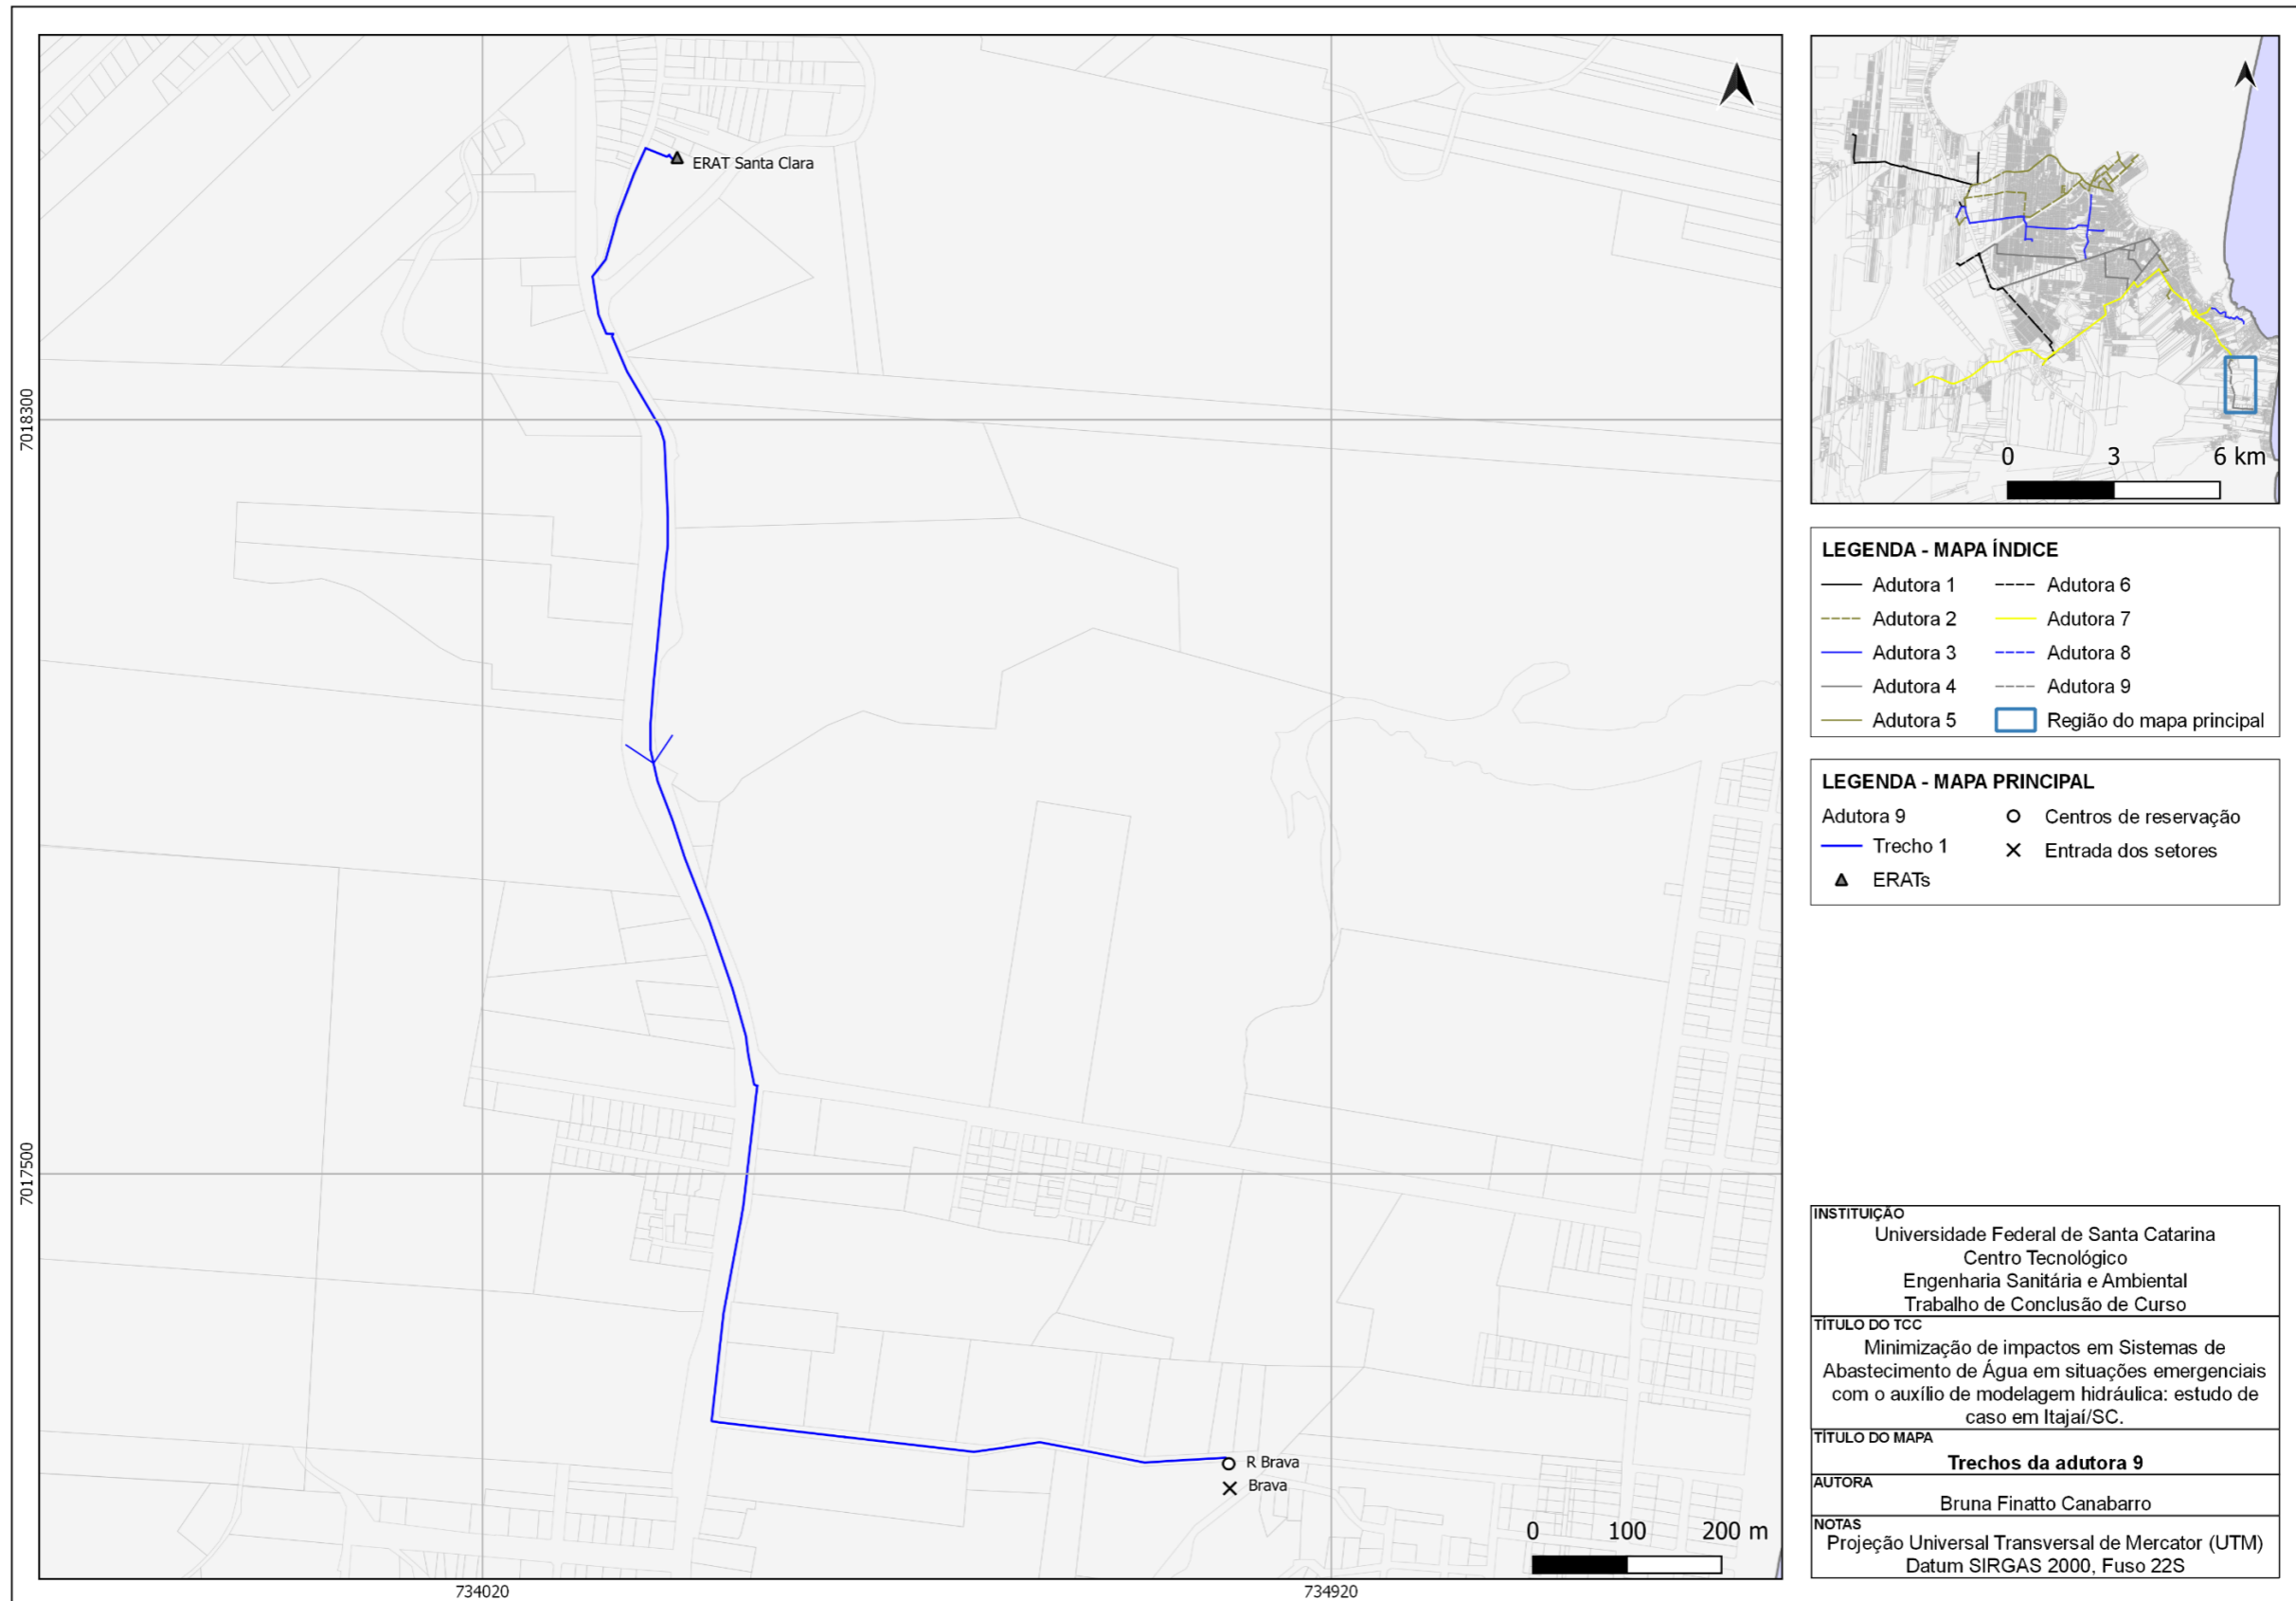 ERAT Santa Clara
7018300
7017500
R Brava
Brava
0 100 200 m
734020
734920
0 3 6 km
LEGENDA - MAPA ÍNDICE
Adutora 1
Adutora 2
Adutora 3
Adutora 4
Adutora 5
Adutora 6
Adutora 7
Adutora 8
Adutora 9
Região do mapa principal
LEGENDA - MAPA PRINCIPAL
Adutora 9
Trecho 1
ERATs
Centros de reservação
Entrada dos setores
INSTITUIÇÃO
Universidade Federal de Santa Catarina
Centro Tecnológico
Engenharia Sanitária e Ambiental
Trabalho de Conclusão de Curso
TÍTULO DO TCC
Minimização de impactos em Sistemas de
Abastecimento de Água em situações emergenciais
com o auxílio de modelagem hidráulica: estudo de
caso em Itajaí/SC.
TÍTULO DO MAPA
Trechos da adutora 9
AUTORA
Bruna Finatto Canabarro
NOTAS
Projeção Universal Transversal de Mercator (UTM)
Datum SIRGAS 2000, Fuso 22S